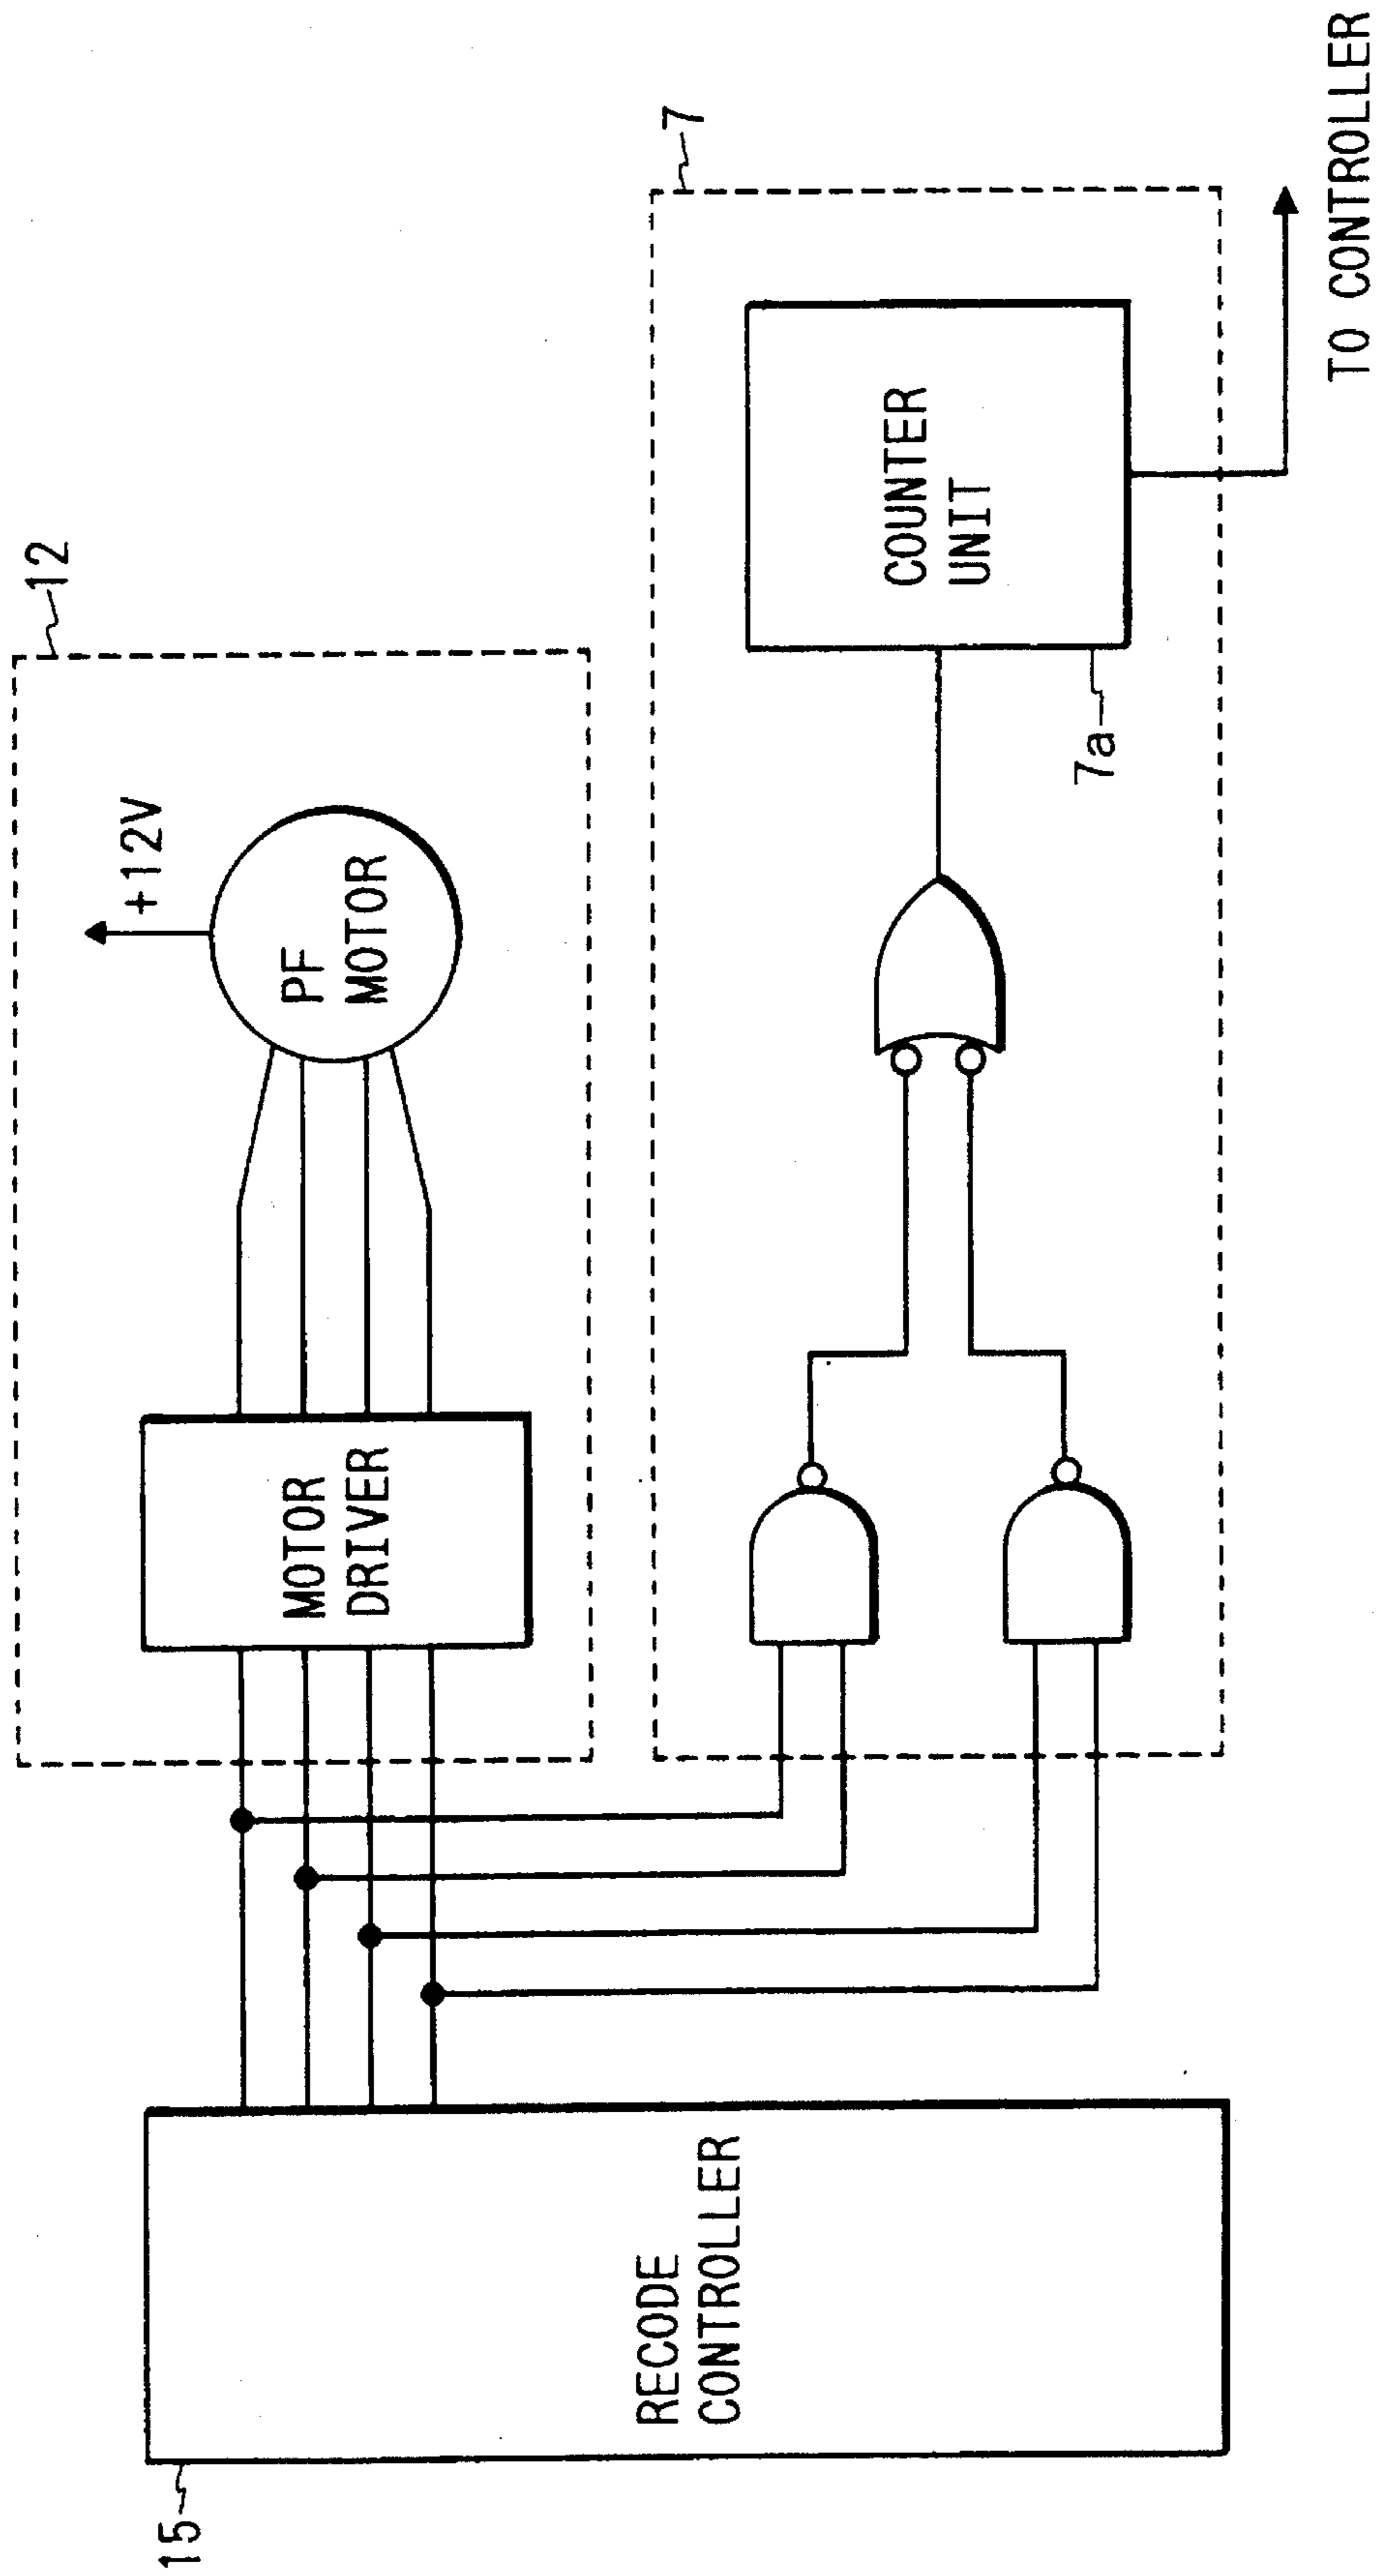 12
+12V
PF
MOTOR
MOTOR
DRIVER
7
COUNTER
UNIT
7a
TO CONTROLLER
15
RECODE
CONTROLLER